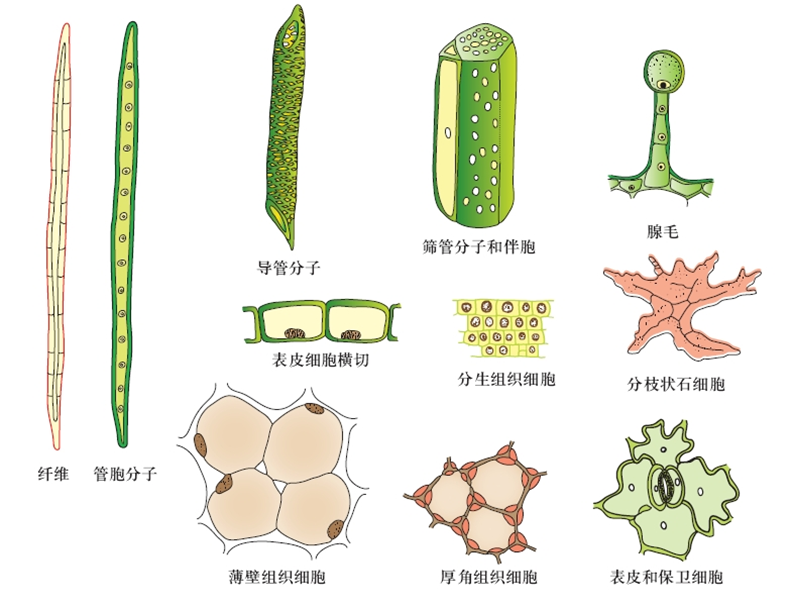 导管分子
筛管分子和伴胞
腺毛
表皮细胞横切
分生组织细胞
分枝状石细胞
纤维
管胞分子
薄壁组织细胞
厚角组织细胞
表皮和保卫细胞